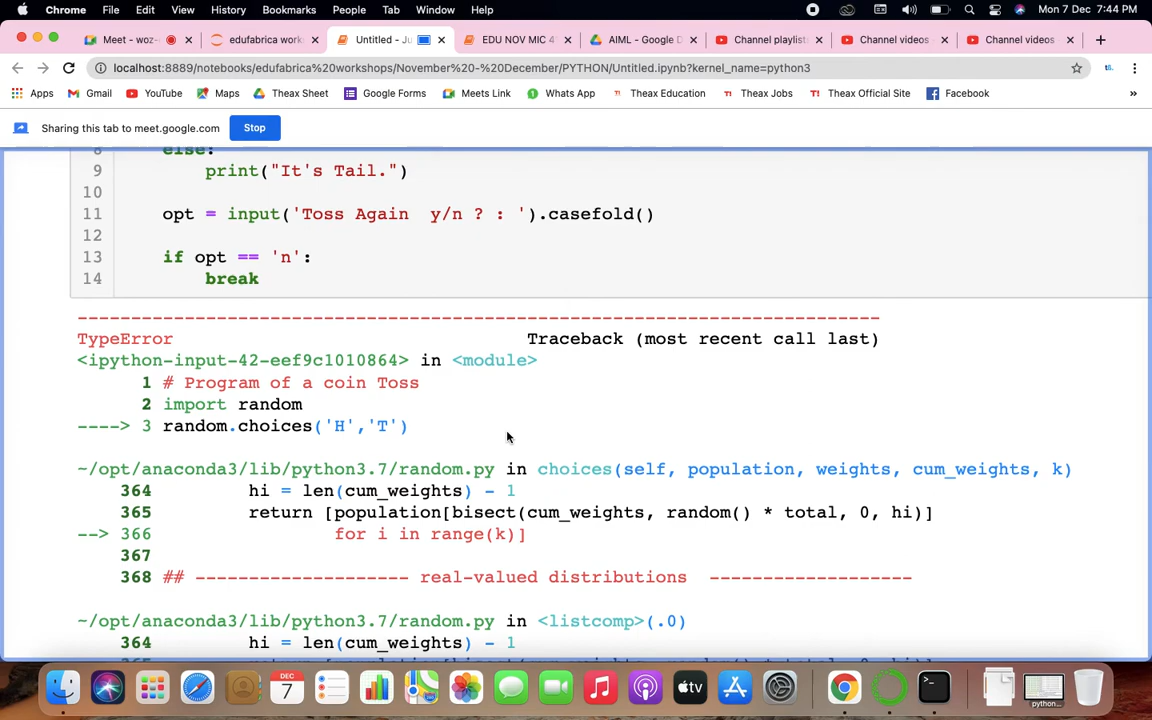 Chrome File Edit View History Bookmarks People Tab Window Help Mon 7 Dec 7:44 PM
Meet - woz- edufabrica work Untitled - Ju EDU NOV MIC 4 AIML - Google D Channel playlist Channel videos - Channel videos
localhost:8889/notebooks/edufabrica%20workshops/November%20-%20December/PYTHON/Untitled.ipynb?kernel_name=python3
Apps Gmail YouTube Maps Theax Sheet Google Forms Meets Link Whats App Theax Education Theax Jobs Theax Official Site Facebook »
Sharing this tab to meet.google.com Stop
8 else:
9 print("It's Tail.")
10
11 opt = input('Toss Again  y/n ? : ').casefold()
12
13 if opt == 'n':
14 break
---------------------------------------------------------------------------
TypeError Traceback (most recent call last)
<ipython-input-42-eef9c1010864> in <module>
1 # Program of a coin Toss
2 import random
----> 3 random.choices('H','T')
~/opt/anaconda3/lib/python3.7/random.py in choices(self, population, weights, cum_weights, k)
364 hi = len(cum_weights) - 1
365 return [population[bisect(cum_weights, random() * total, 0, hi)]
--> 366 for i in range(k)]
367
368 ## -------------------- real-valued distributions  -------------------
~/opt/anaconda3/lib/python3.7/random.py in <listcomp>(.0)
364 hi = len(cum_weights) - 1
DEC
7
python...